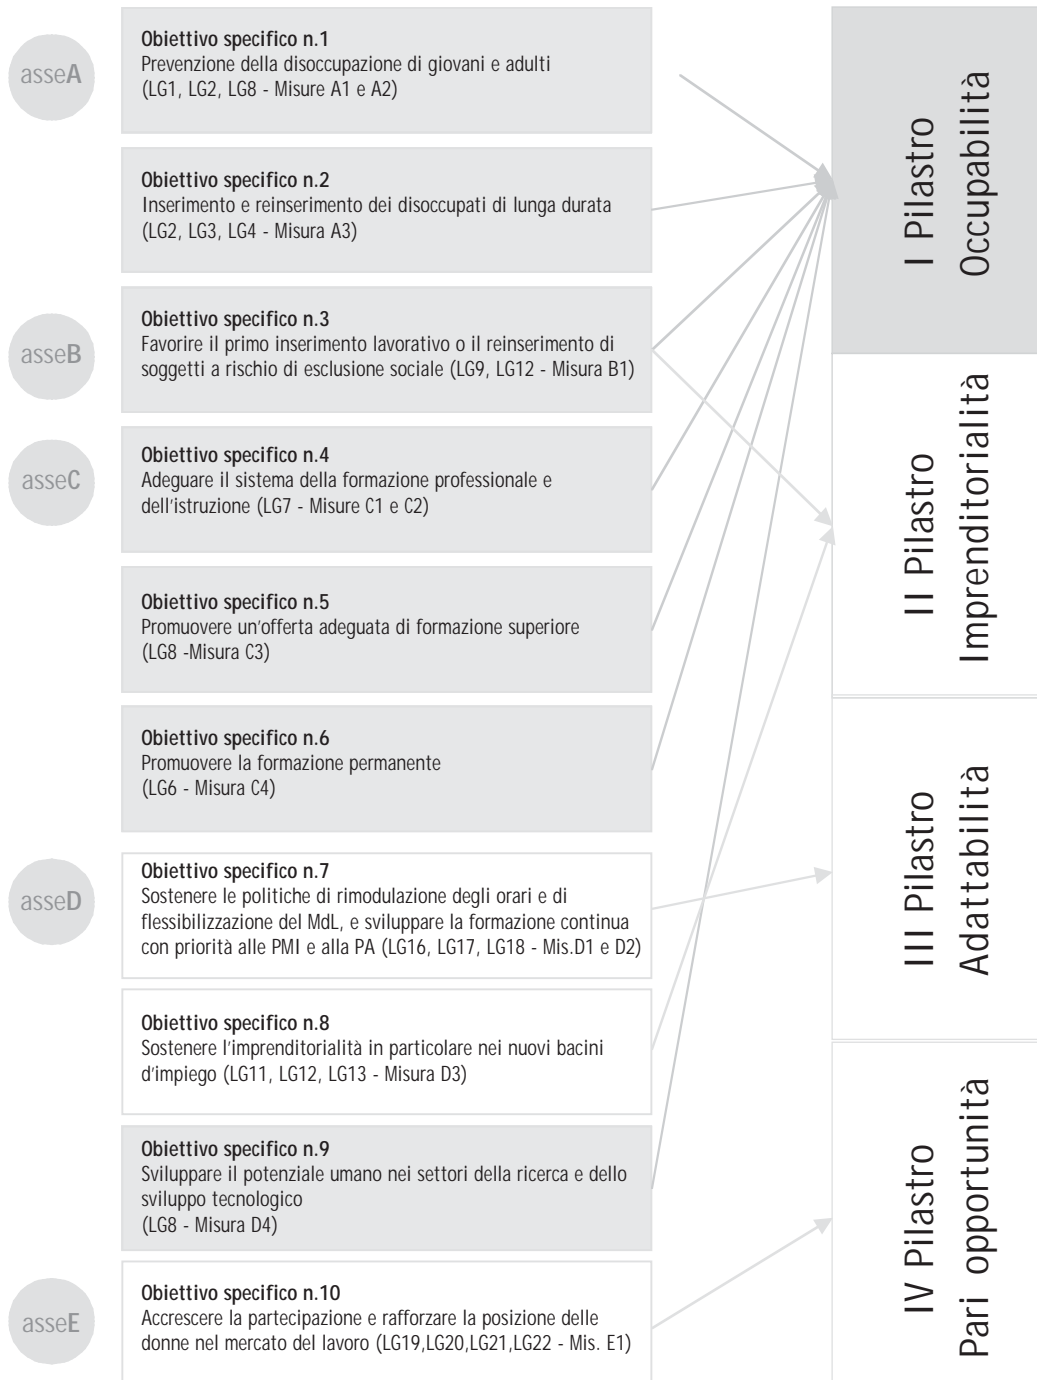 asseA
Obiettivo specifico n.1
Prevenzione della disoccupazione di giovani e adulti
(LG1, LG2, LG8 - Misure A1 e A2)
Obiettivo specifico n.2
Inserimento e reinserimento dei disoccupati di lunga durata
(LG2, LG3, LG4 - Misura A3)
asseB
Obiettivo specifico n.3
Favorire il primo inserimento lavorativo o il reinserimento di
soggetti a rischio di esclusione sociale (LG9, LG12 - Misura B1)
asseC
Obiettivo specifico n.4
Adeguare il sistema della formazione professionale e
dell'istruzione (LG7 - Misure C1 e C2)
Obiettivo specifico n.5
Promuovere un'offerta adeguata di formazione superiore
(LG8 -Misura C3)
Obiettivo specifico n.6
Promuovere la formazione permanente
(LG6 - Misura C4)
asseD
Obiettivo specifico n.7
Sostenere le politiche di rimodulazione degli orari e di
flessibilizzazione del MdL, e sviluppare la formazione continua
con priorità alle PMI e alla PA (LG16, LG17, LG18 - Mis.D1 e D2)
Obiettivo specifico n.8
Sostenere l'imprenditorialità in particolare nei nuovi bacini
d'impiego (LG11, LG12, LG13 - Misura D3)
Obiettivo specifico n.9
Sviluppare il potenziale umano nei settori della ricerca e dello
sviluppo tecnologico
(LG8 - Misura D4)
asseE
Obiettivo specifico n.10
Accrescere la partecipazione e rafforzare la posizione delle
donne nel mercato del lavoro (LG19,LG20,LG21,LG22 - Mis. E1)
I Pilastro
Occupabilità
II Pilastro
Imprenditorialità
III Pilastro
Adattabilità
IV Pilastro
Pari opportunità